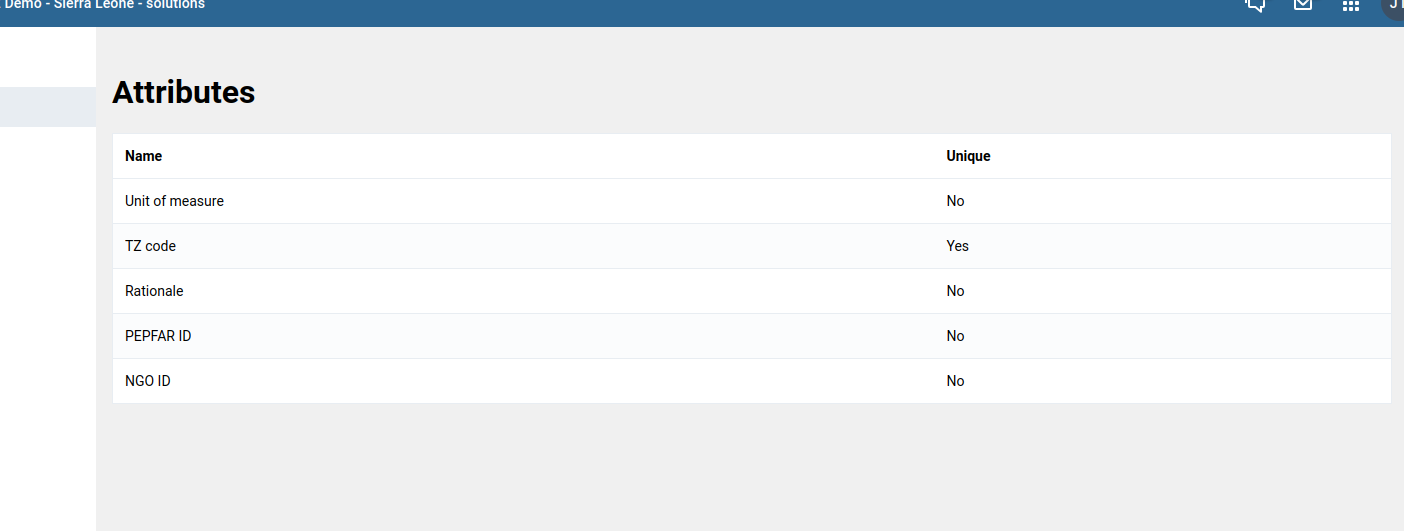 Demo - Sierra Leone - solutions
Attributes
Name Unique
Unit of measure No
TZ code Yes
Rationale No
PEPFAR ID No
NGO ID No